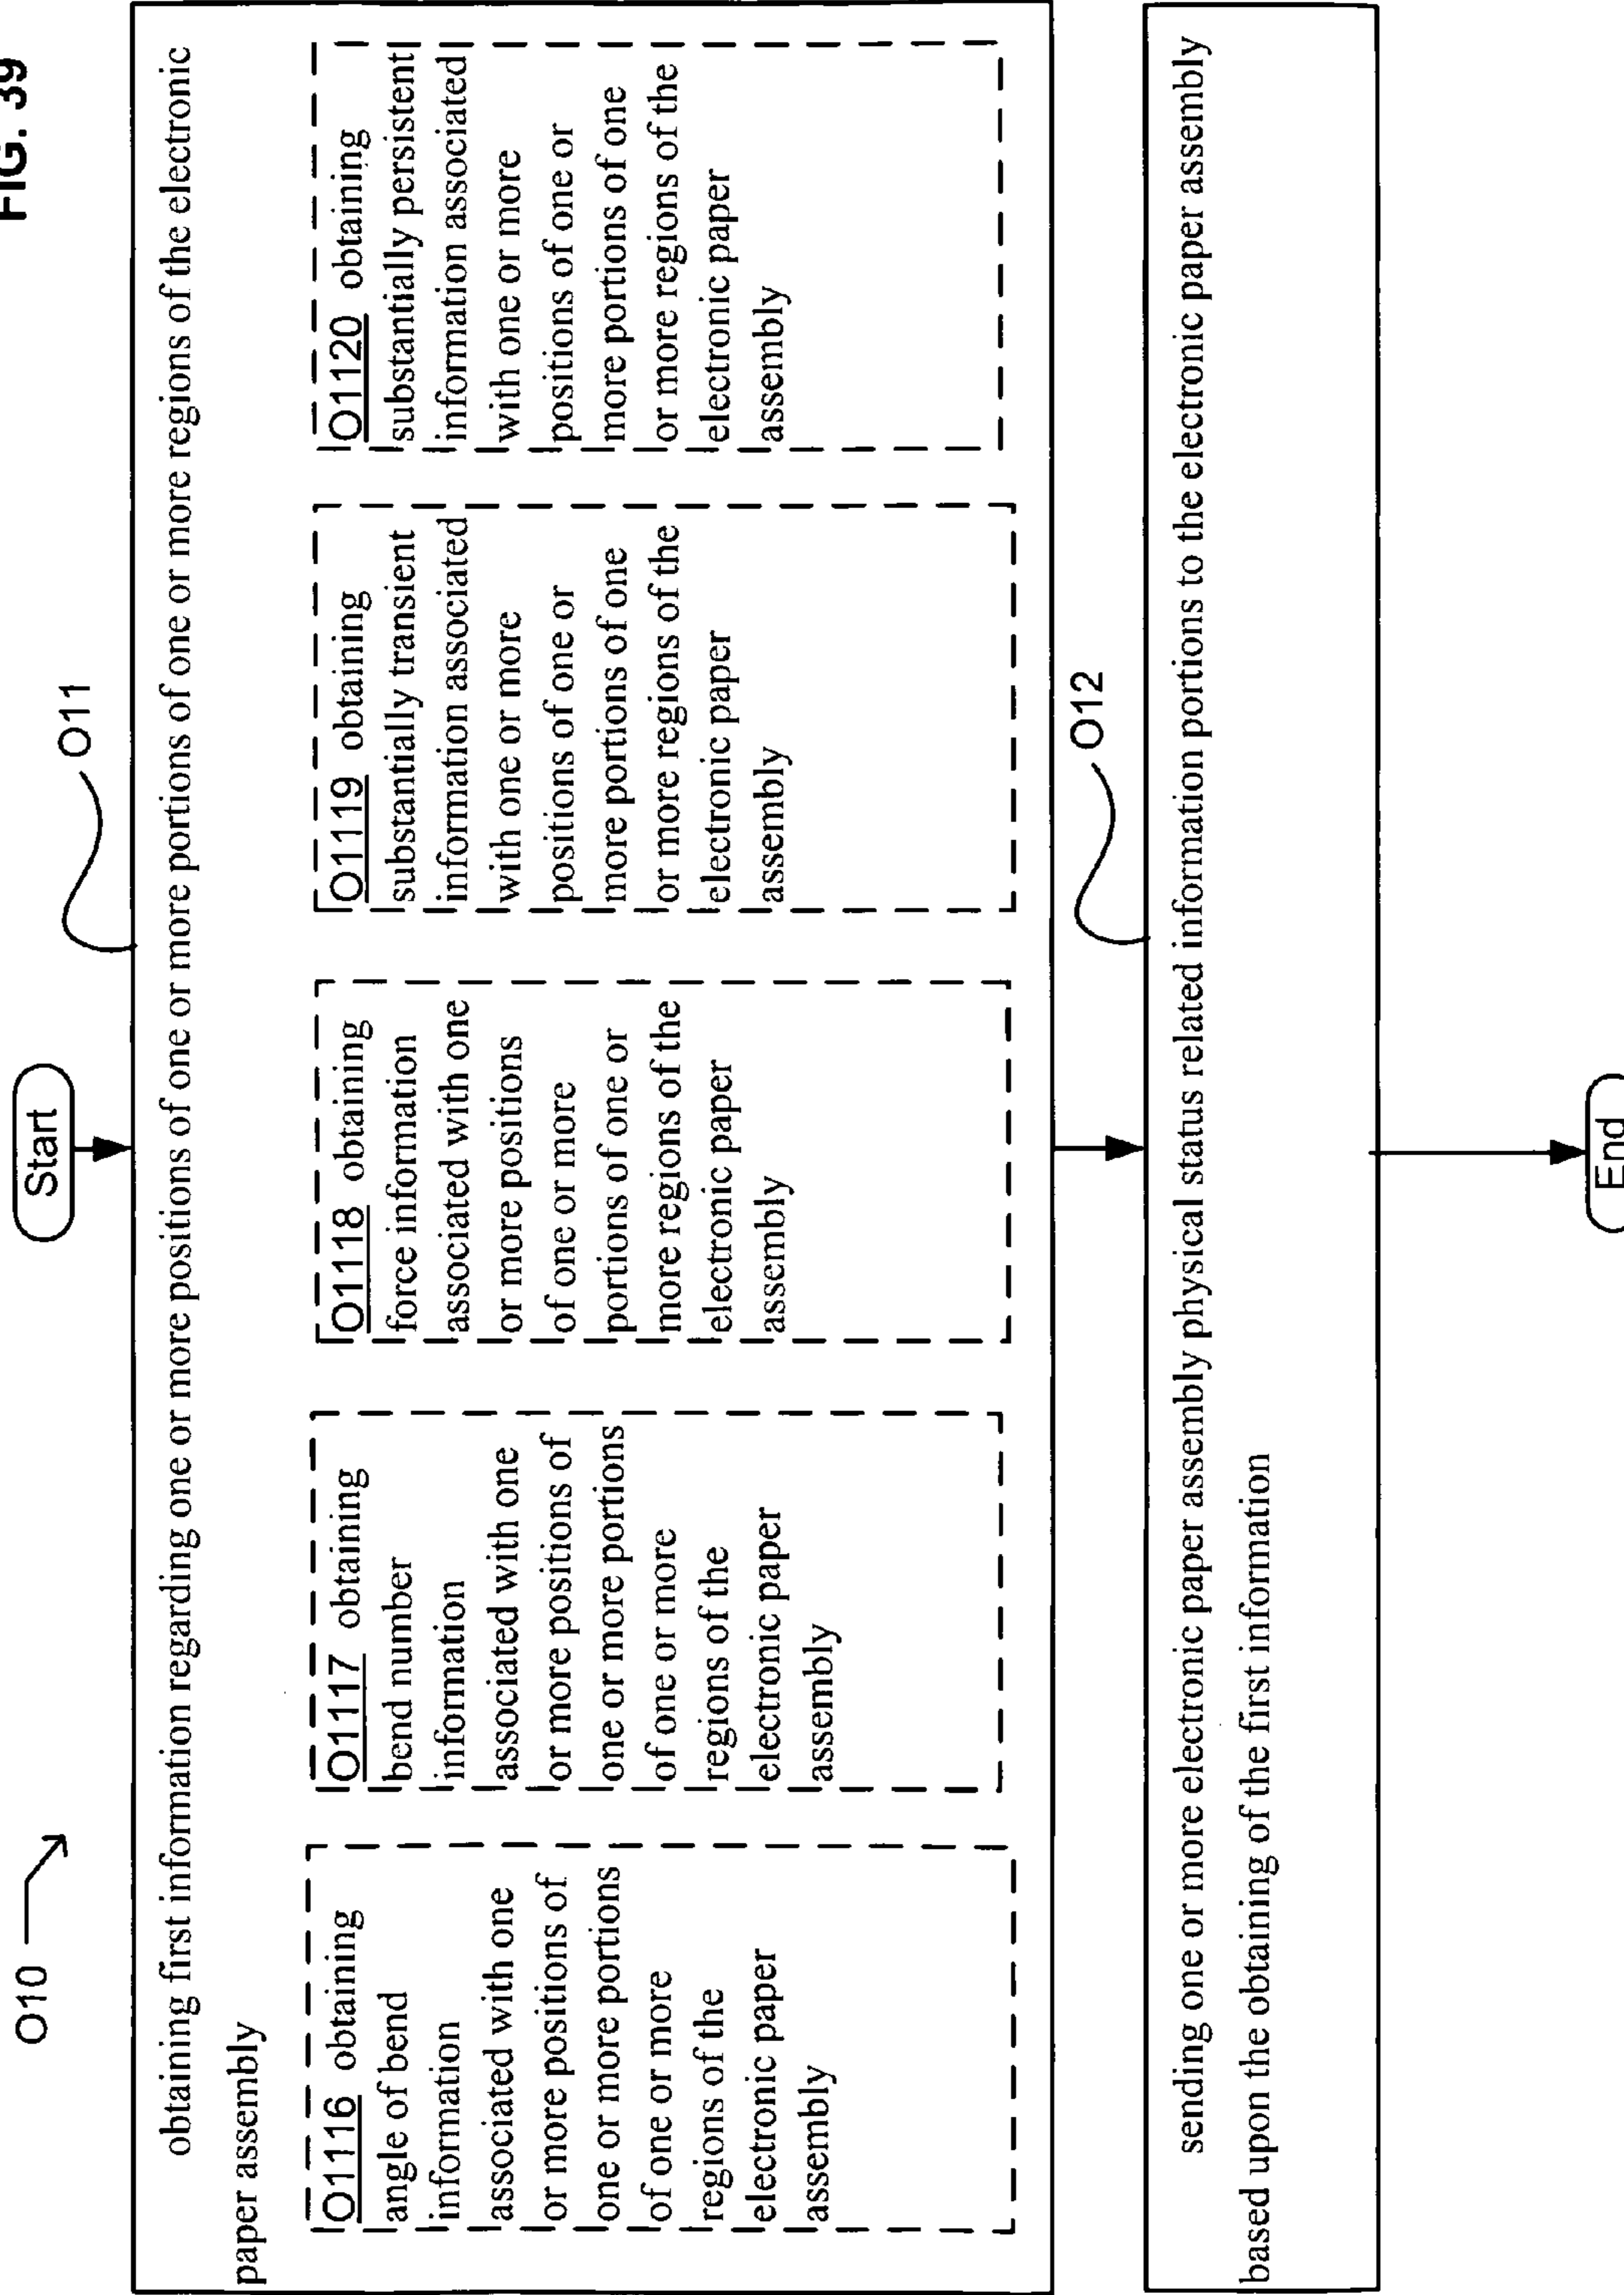 FIG. 39
O10
Start
O11
obtaining first information regarding one or more positions of one or more portions of one or more regions of the electronic
paper assembly
O1116 obtaining
angle of bend
information
associated with one
or more positions of
one or more portions
of one or more
regions of the
electronic paper
assembly
O1117 obtaining
bend number
information
associated with one
or more positions of
one or more portions
of one or more
regions of the
electronic paper
assembly
O1118 obtaining
force information
associated with one
or more positions
of one or more
portions of one or
more regions of the
electronic paper
assembly
O1119 obtaining
substantially transient
information associated
with one or more
positions of one or
more portions of one
or more regions of the
electronic paper
assembly
O1120 obtaining
substantially persistent
information associated
with one or more
positions of one or
more portions of one
or more regions of the
electronic paper
assembly
O12
sending one or more electronic paper assembly physical status related information portions to the electronic paper assembly
based upon the obtaining of the first information
End